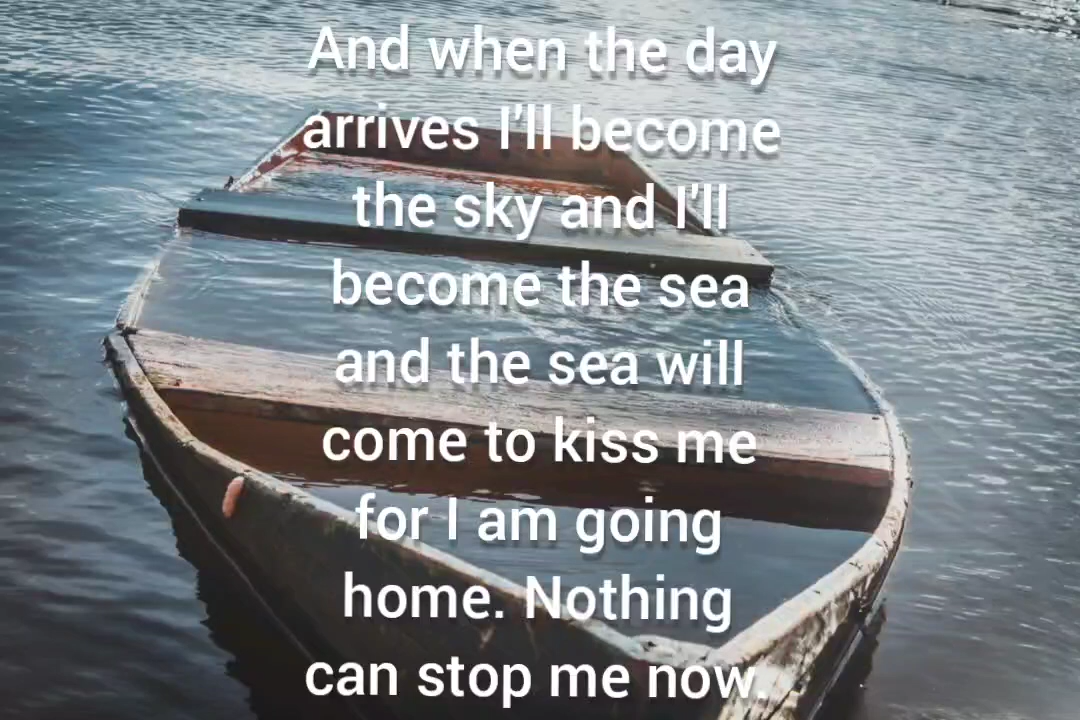 And when the day
arrives I'll become
the sky and I'll
become the sea
and the sea will
come to kiss me
for I am going
home. Nothing
can stop me now.